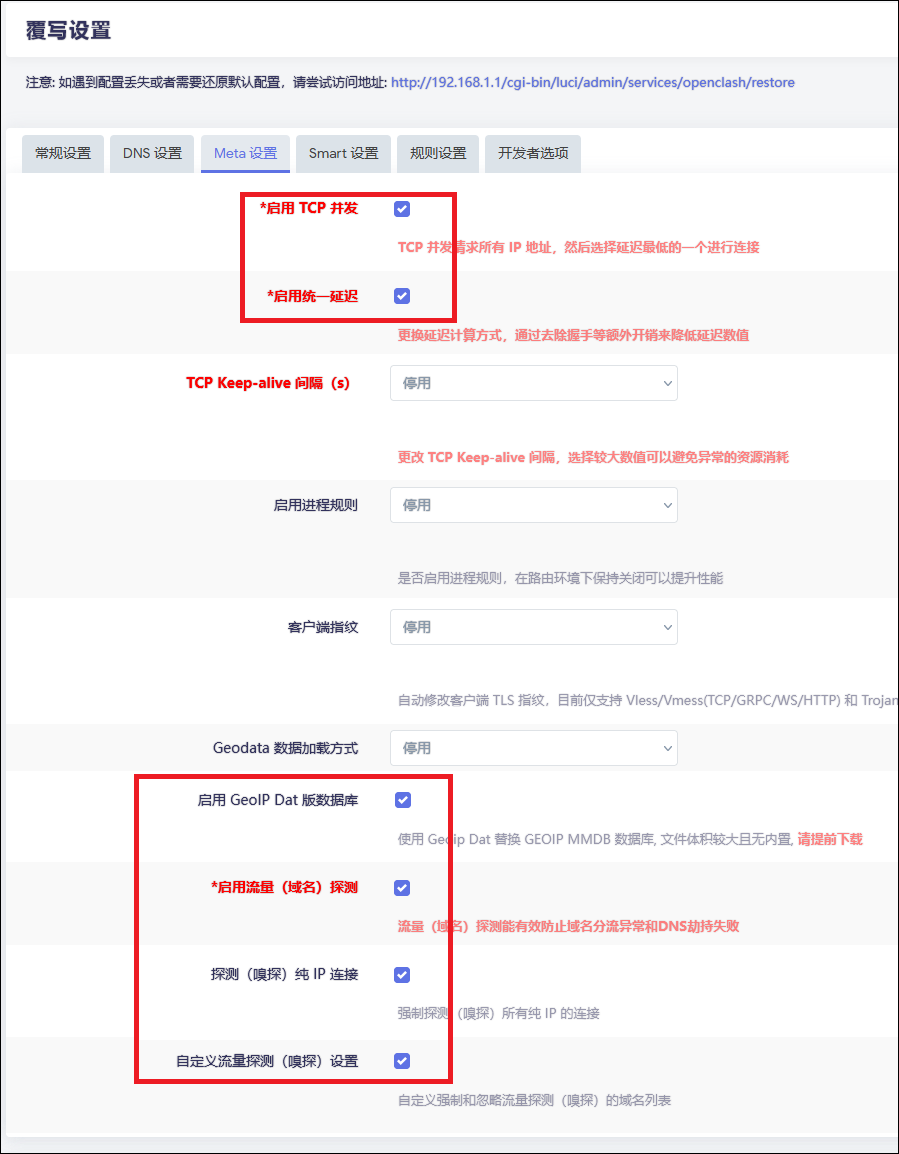 覆写设置
注意: 如遇到配置丢失或者需要还原默认配置，请尝试访问地址: http://192.168.1.1/cgi-bin/luci/admin/services/openclash/restore
常规设置 DNS 设置 Meta 设置 Smart 设置 规则设置 开发者选项
*启用 TCP 并发
TCP 并发请求所有 IP 地址，然后选择延迟最低的一个进行连接
*启用统一延迟
更换延迟计算方式，通过去除握手等额外开销来降低延迟数值
TCP Keep-alive 间隔（s） 停用
更改 TCP Keep-alive 间隔，选择较大数值可以避免异常的资源消耗
启用进程规则 停用
是否启用进程规则，在路由环境下保持关闭可以提升性能
客户端指纹 停用
自动修改客户端 TLS 指纹，目前仅支持 Vless/Vmess(TCP/GRPC/WS/HTTP) 和 Trojan
Geodata 数据加载方式 停用
启用 GeoIP Dat 版数据库
使用 Geoip Dat 替换 GEOIP MMDB 数据库, 文件体积较大且无内置, 请提前下载
*启用流量（域名）探测
流量（域名）探测能有效防止域名分流异常和DNS劫持失败
探测（嗅探）纯 IP 连接
强制探测（嗅探）所有纯 IP 的连接
自定义流量探测（嗅探）设置
自定义强制和忽略流量探测（嗅探）的域名列表